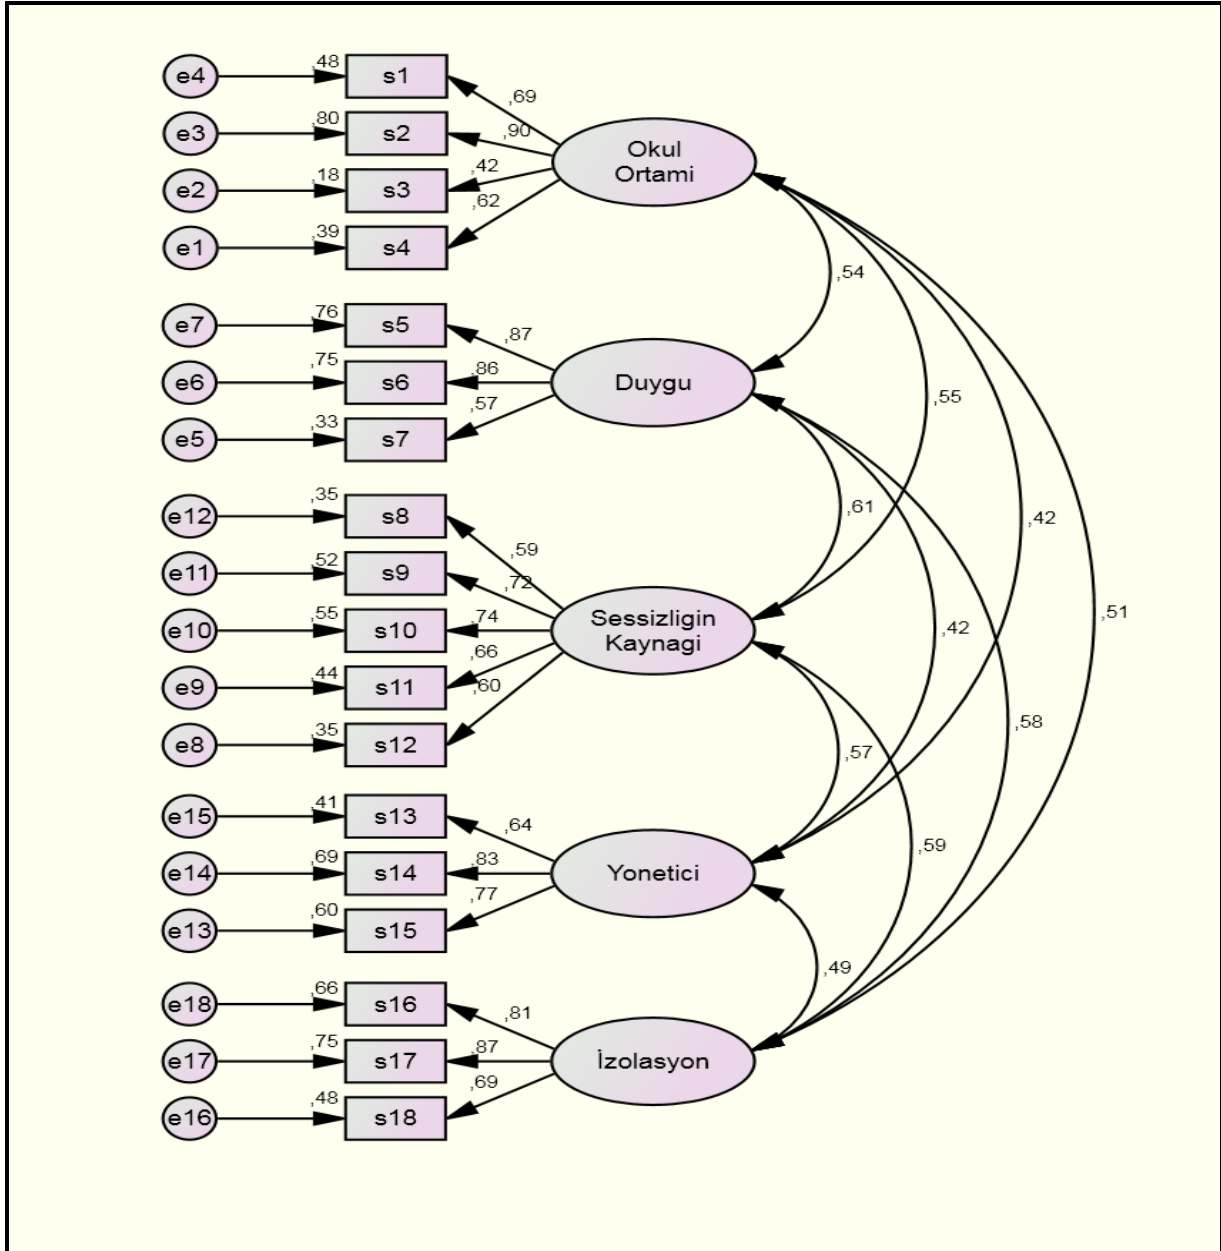 e4 ,48 s1 ,69
e3 ,80 s2 ,90
e2 ,18 s3 ,42
e1 ,39 s4 ,62
Okul
Ortami
,54
e7 ,76 s5 ,87
e6 ,75 s6 ,86
e5 ,33 s7 ,57
Duygu
,55
,61
,42
e12 ,35 s8 ,59
e11 ,52 s9 ,72
e10 ,55 s10 ,74
e9 ,44 s11 ,66
e8 ,35 s12 ,60
Sessizligin
Kaynagi
,42
,51
,58
,57
e15 ,41 s13 ,64
e14 ,69 s14 ,83
e13 ,60 s15 ,77
Yonetici
,59
,49
e18 ,66 s16 ,81
e17 ,75 s17 ,87
e16 ,48 s18 ,69
İzolasyon